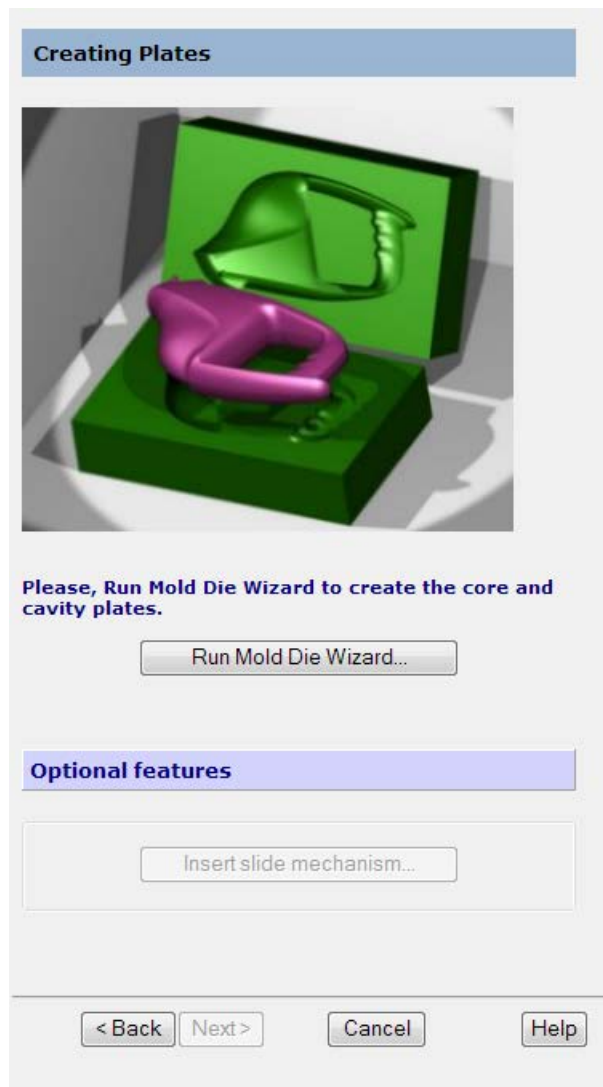 Creating Plates
Please, Run Mold Die Wizard to create the core and
cavity plates.
Run Mold Die Wizard...
Optional features
Insert slide mechanism...
< Back Next > Cancel Help